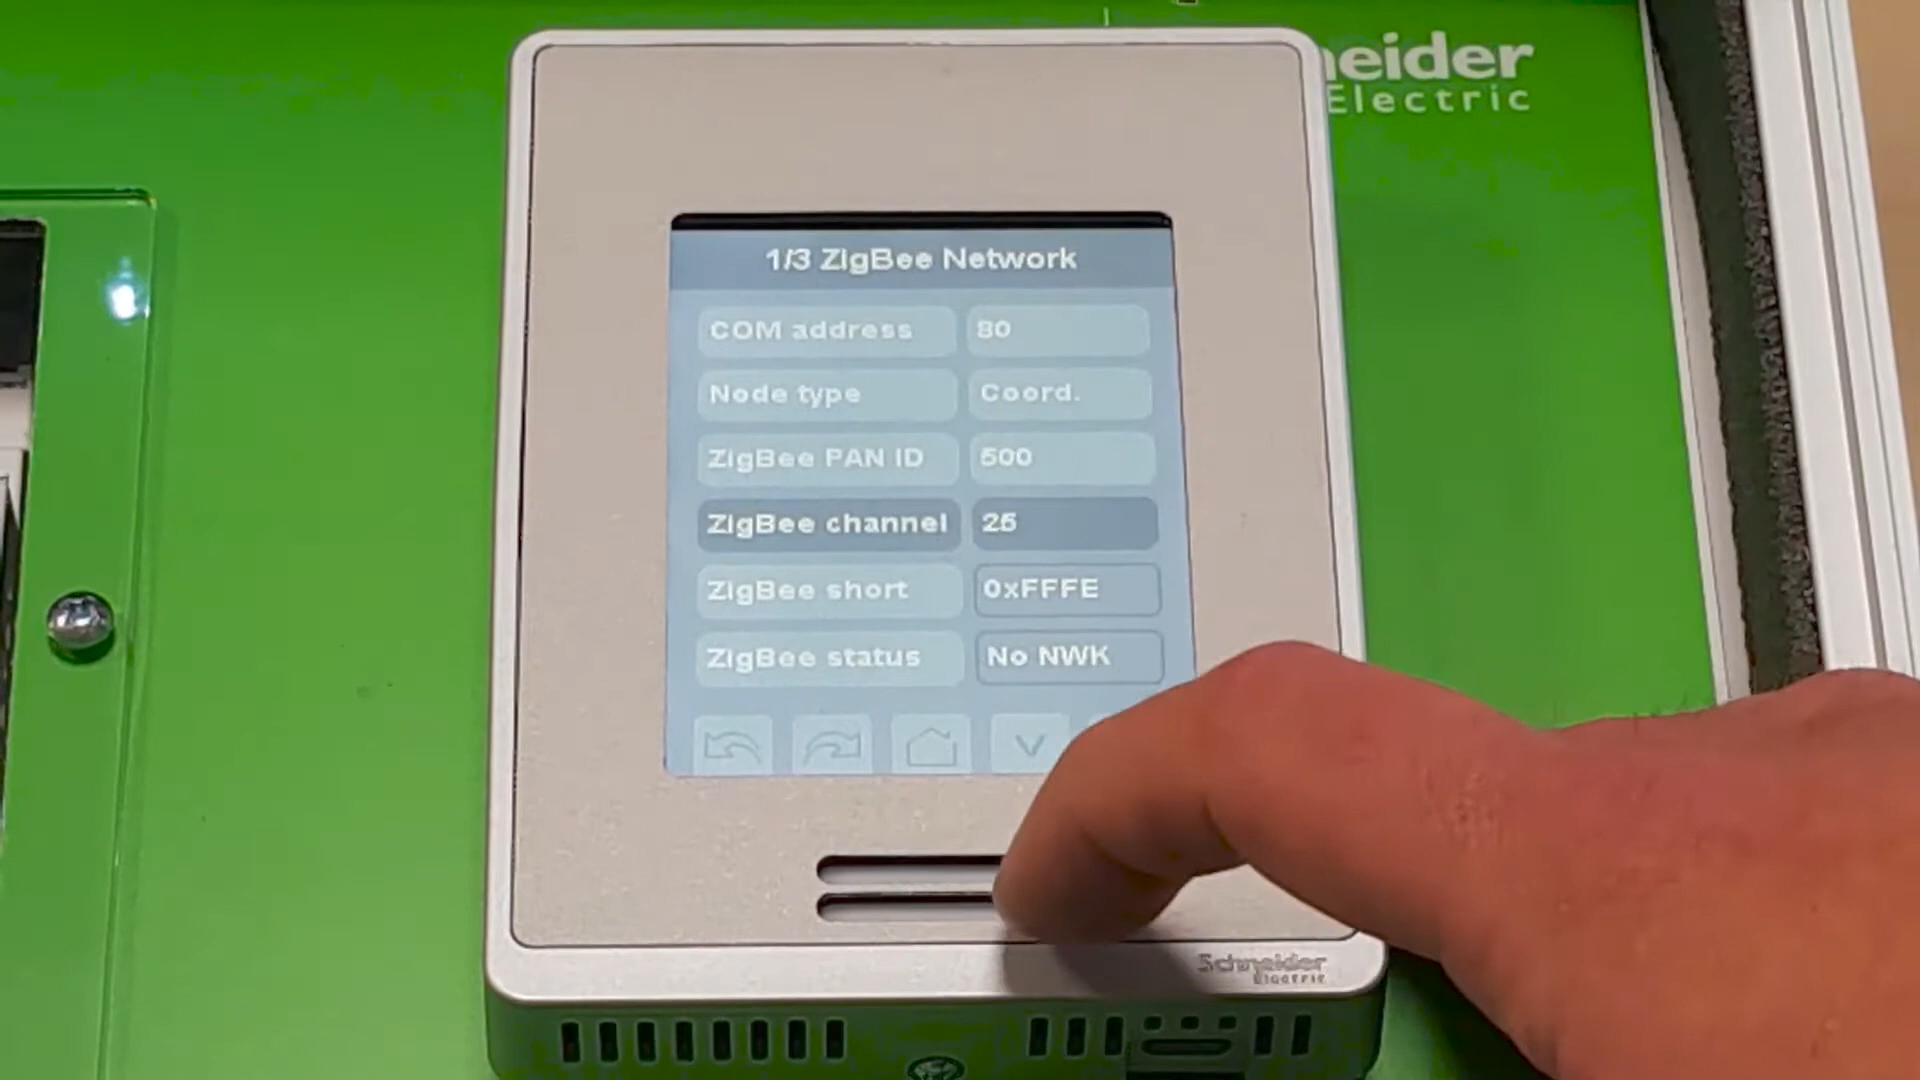 neider
Electric
1/3 ZigBee Network
COM address 80
Node type Coord.
ZigBee PAN ID 500
ZigBee channel 25
ZigBee short 0xFFFE
ZigBee status No NWK
Schneider
Electric